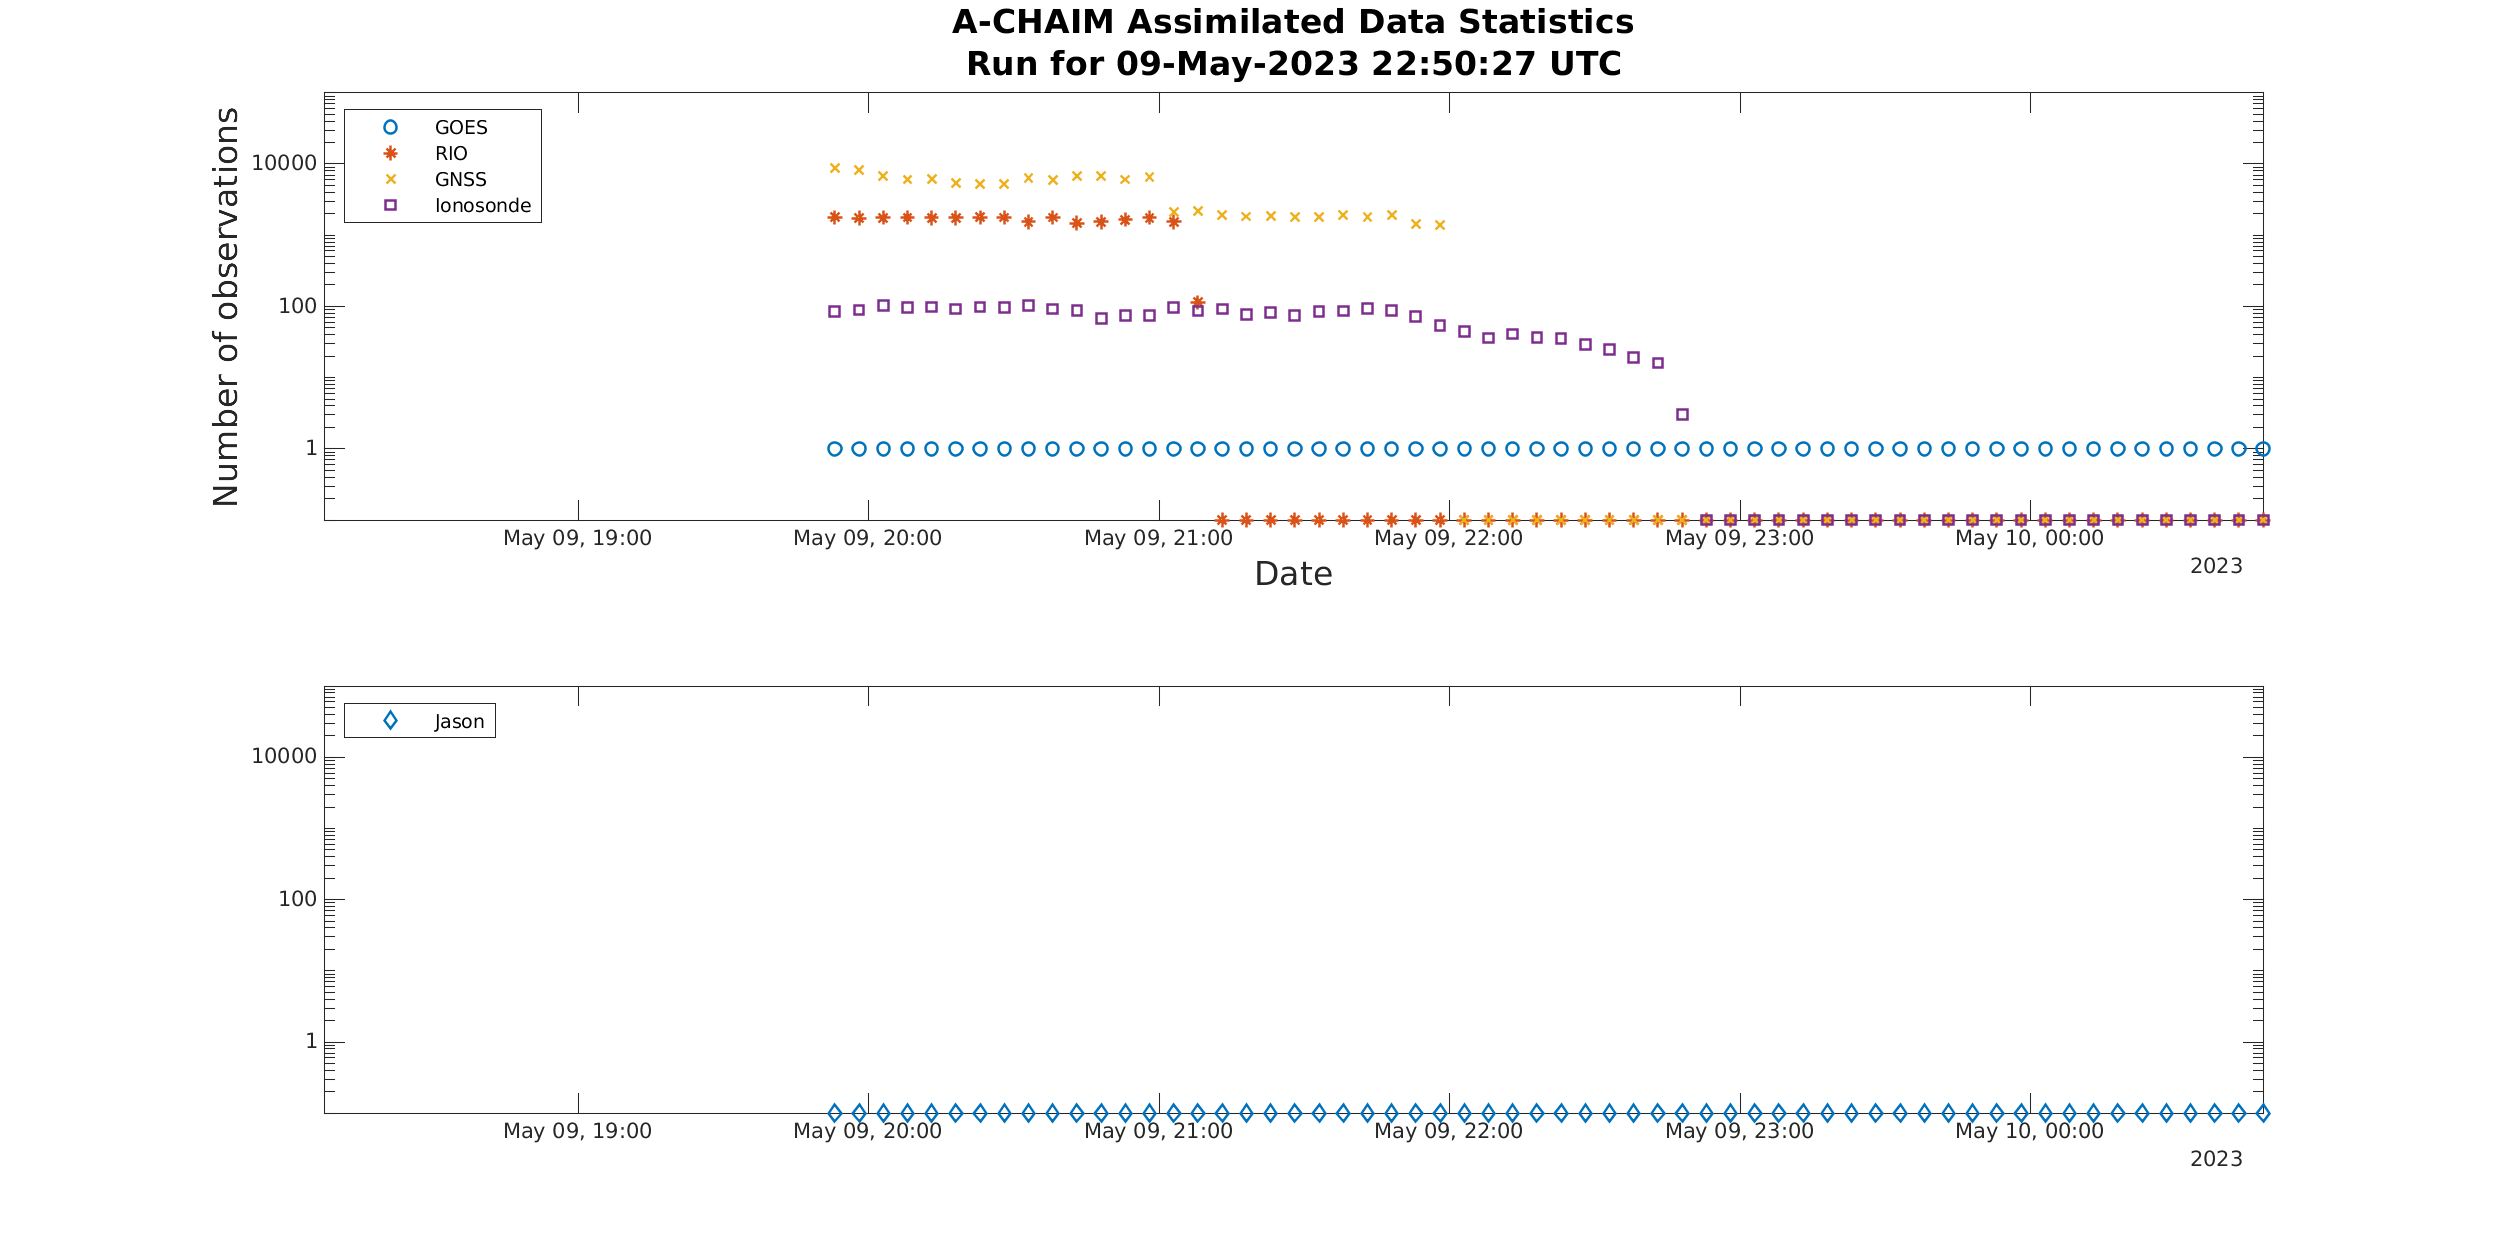 A-CHAIM Assimilated Data Statistics
Run for 09-May-2023 22:50:27 UTC
Number of observations
10000
100
1
GOES
RIO
GNSS
Ionosonde
May 09, 19:00
May 09, 20:00
May 09, 21:00
May 09, 22:00
May 09, 23:00
May 10, 00:00
2023
Date
10000
100
1
Jason
May 09, 19:00
May 09, 20:00
May 09, 21:00
May 09, 22:00
May 09, 23:00
May 10, 00:00
2023